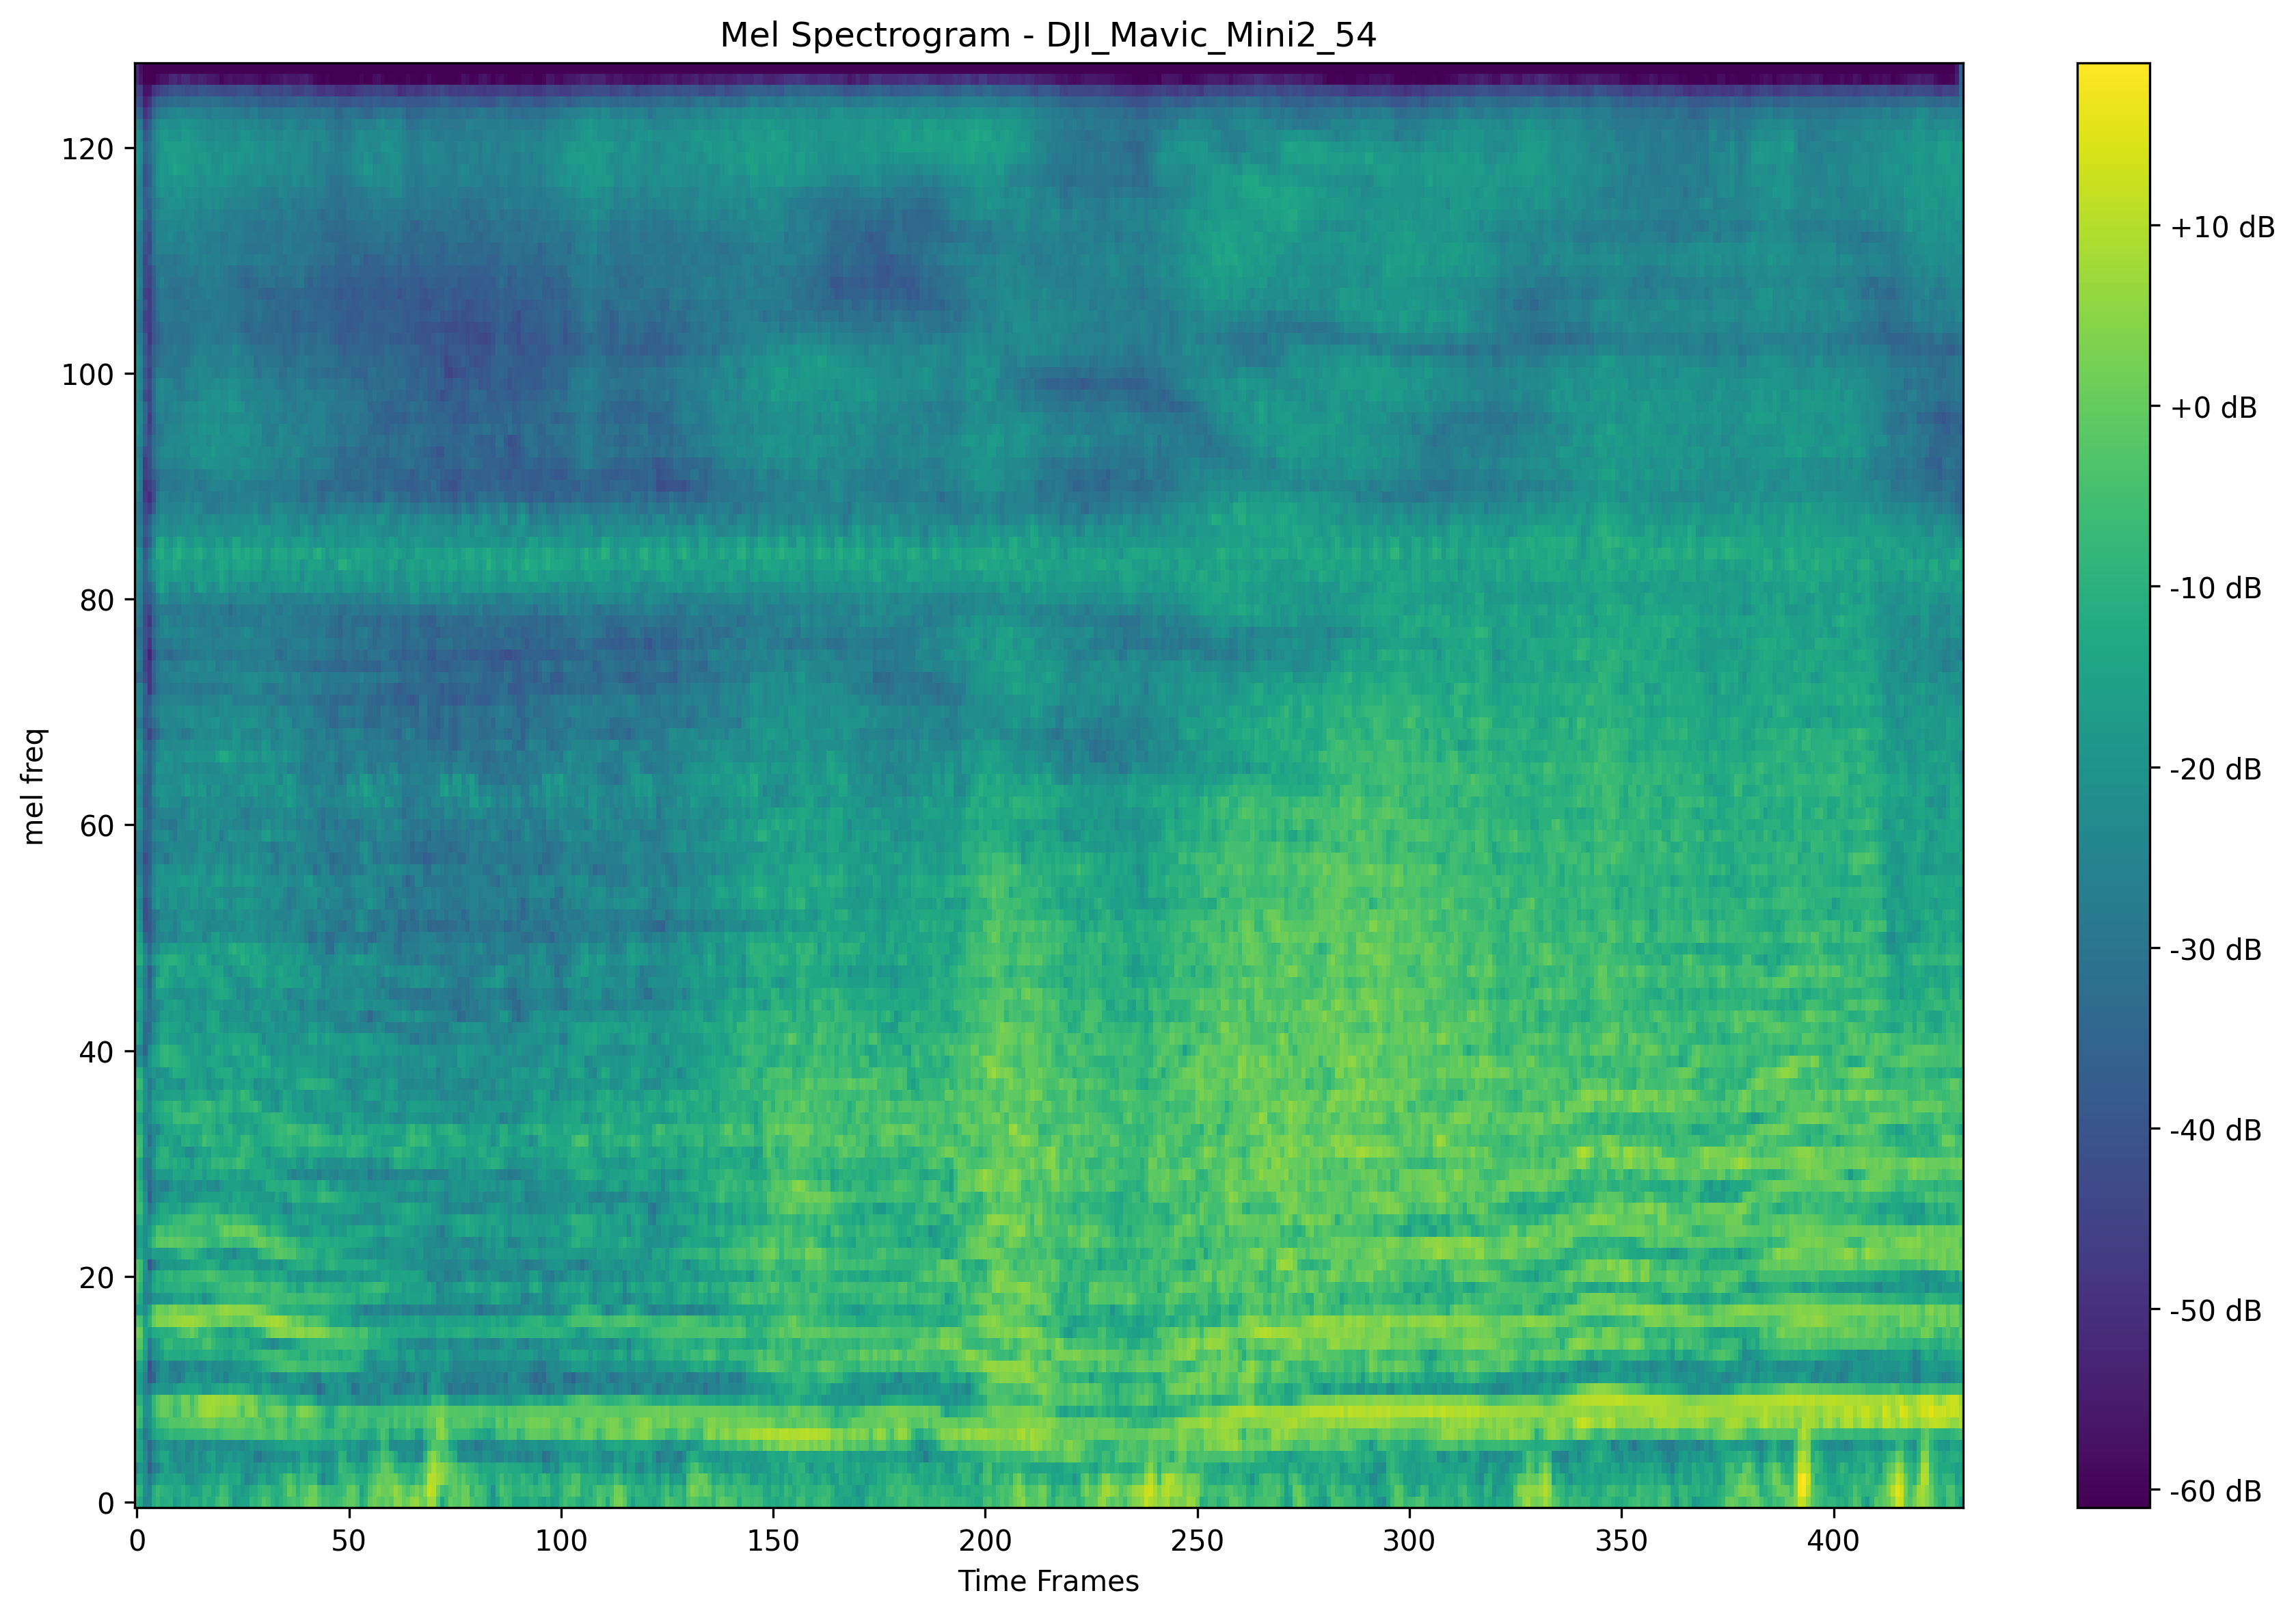 Mel Spectrogram - DJI_Mavic_Mini2_54
120
100
80
60
40
20
0
mel freq
0
50
100
150
200
250
300
350
400
Time Frames
+10 dB
+0 dB
-10 dB
-20 dB
-30 dB
-40 dB
-50 dB
-60 dB